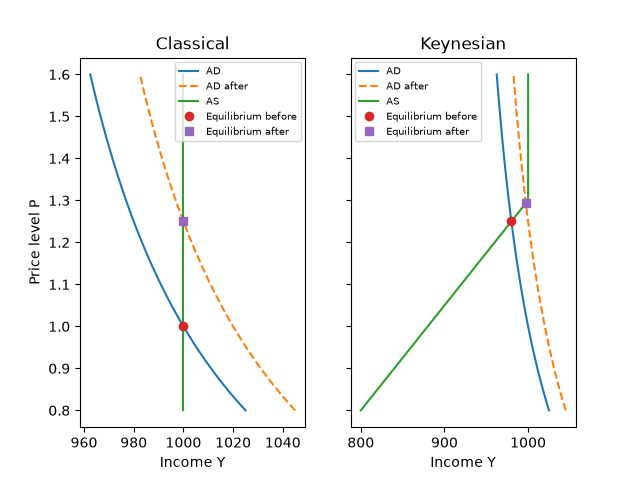 Classical
Price level P
1.6
1.5
1.4
1.3
1.2
1.1
1.0
0.9
0.8
AD
AD after
AS
Equilibrium before
Equilibrium after
960 980 1000 1020 1040
Income Y
Keynesian
AD
AD after
AS
Equilibrium before
Equilibrium after
800 900 1000
Income Y